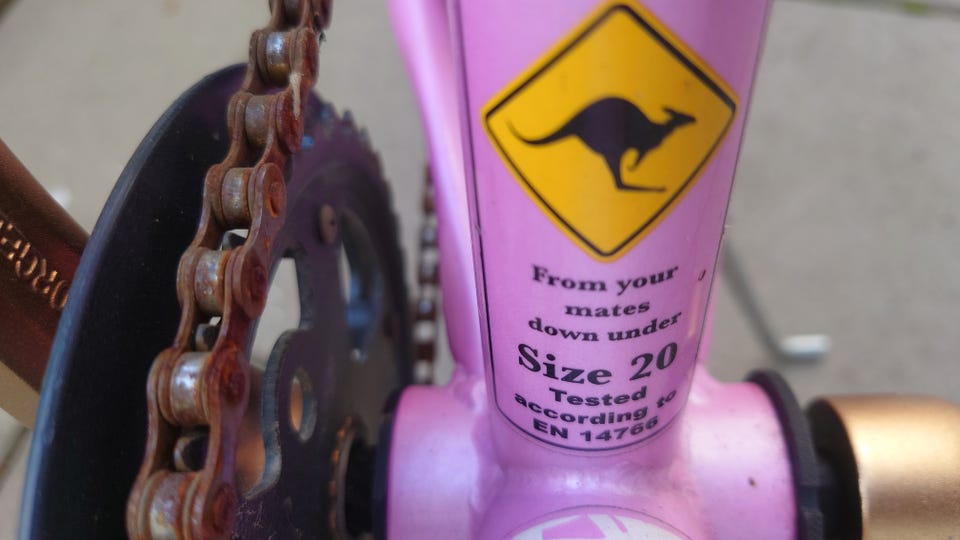 From your
mates
down under
Size 20
Tested
according to
EN 14766